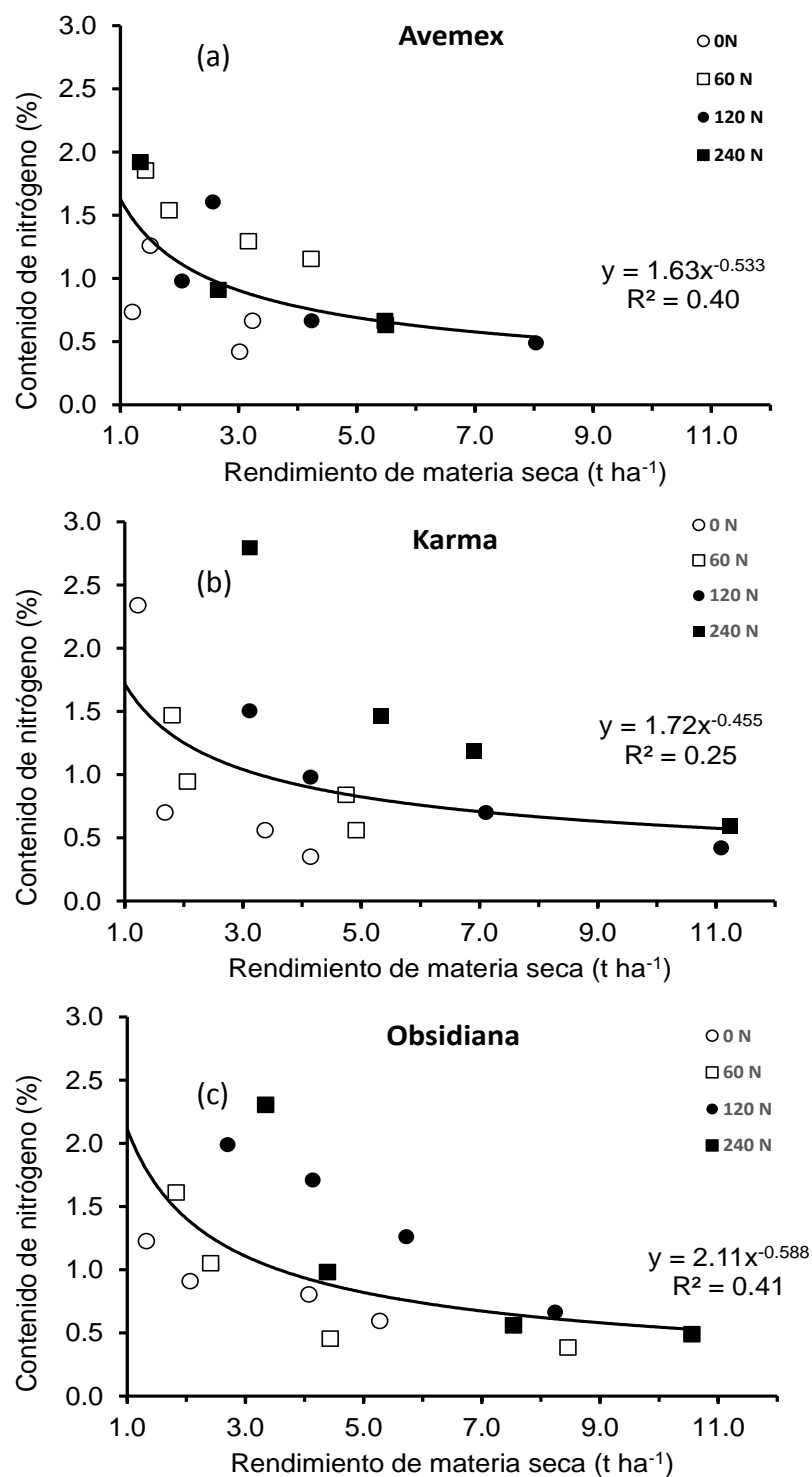 Avemex
(a)
0N
60 N
120 N
240 N
Contenido de nitrógeno (%)
3.0
2.5
2.0
1.5
1.0
0.5
0.0
y = 1.63x-0.533
R² = 0.40
1.0 3.0 5.0 7.0 9.0 11.0
Rendimiento de materia seca (t ha-1)
Karma
(b)
0 N
60 N
120 N
240 N
Contenido de nitrógeno (%)
3.0
2.5
2.0
1.5
1.0
0.5
0.0
y = 1.72x-0.455
R² = 0.25
1.0 3.0 5.0 7.0 9.0 11.0
Rendimiento de materia seca (t ha-1)
Obsidiana
(c)
0 N
60 N
120 N
240 N
Contenido de nitrógeno (%)
3.0
2.5
2.0
1.5
1.0
0.5
0.0
y = 2.11x-0.588
R² = 0.41
1.0 3.0 5.0 7.0 9.0 11.0
Rendimiento de materia seca (t ha-1)